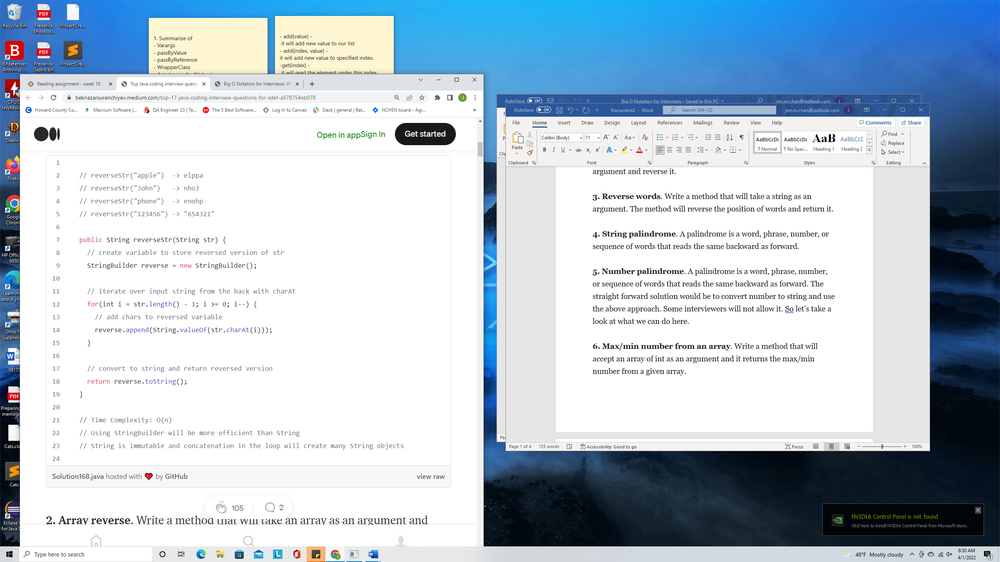 Recycle Bin
Frederick Endosco...
ProjectCre...
Bitdefender Antivirus ...
Frederick Gastro bill
ProjectCre...
CPUID
HWMon
Diablo
Firefo
Googl
Chrom
HP Offic
6950
Learn m
about yo
Shop f
Supplies
09177
Preparing
memogr
Cats.cla
Cats
Eclipse I
for Java D
1. Summarize of
- Varargs
- passByValue
- passByReference
- WrapperClass
- add(value) -
it will add new value to our list
- add(index, value) -
it will add new value to specified index.
-get(index) -
it will read the element under this index
Reading assignment - week 10
Top Java coding interview questi
Big O Notation for Interviews. W
beknazarsuranchiyev.medium.com/top-17-java-coding-interview-questions-for-sdet-a978754eb078
J
Howard County Co... Macrium Software |... QA Engineer 23 | Te... BR The 5 Best Software... Log In to Canvas Slack | general | Bat... NCHEN board - Agi... »
Open in app Sign In Get started
1
2 // reverseStr("apple")  -> elppa
3 // reverseStr("John")   -> nhoJ
4 // reverseStr("phone")  -> enohp
5 // reverseStr("123456") -> "654321"
6
7 public String reverseStr(String str) {
8 // create variable to store reversed version of str
9 StringBuilder reverse = new StringBuilder();
10
11 // iterate over input string from the back with charAt
12 for(int i = str.length() - 1; i >= 0; i--) {
13 // add chars to reversed variable
14 reverse.append(String.valueOf(str.charAt(i)));
15 }
16
17 // convert to string and return reversed version
18 return reverse.toString();
19 }
20
21 // Time Complexity: O(n)
22 // Using StringBuilder will be more efficient than String
23 // String is immutable and concatenation in the loop will create many String objects
24
Solution168.java hosted with ❤ by GitHub view raw
105 2
2. Array reverse. Write a method that will take an array as an argument and
AutoSave Off Big O Notation for Interviews • Saved to this PC jim.m.chen@outlook.com J
AutoSave Off Document2 - Word Search (Alt+Q) jim.m.chen@outlook.com J
File Home Insert Draw Design Layout References Mailings Review View Help Comments Share
Paste
Calibri (Body) 11
AaBbCcDc AaBbCcDc AaB AaBbCcD
¶ Normal ¶ No Spac... Heading 1 Heading 2
Find
Replace
Select
Clipboard Font Paragraph Styles Editing
argument and reverse it.
3. Reverse words. Write a method that will take a string as an
argument. The method will reverse the position of words and return it.
4. String palindrome. A palindrome is a word, phrase, number, or
sequence of words that reads the same backward as forward.
5. Number palindrome. A palindrome is a word, phrase, number,
or sequence of words that reads the same backward as forward. The
straight forward solution would be to convert number to string and use
the above approach. Some interviewers will not allow it. So let’s take a
look at what we can do here.
6. Max/min number from an array. Write a method that will
accept an array of int as an argument and it returns the max/min
number from a given array.
Page 1 of 4 725 words Accessibility: Good to go Focus 100%
NVIDIA Control Panel is not found
Click here to install NVIDIA Control Panel from Microsoft store.
Type here to search
48°F Mostly cloudy
8:30 AM
4/1/2022
1